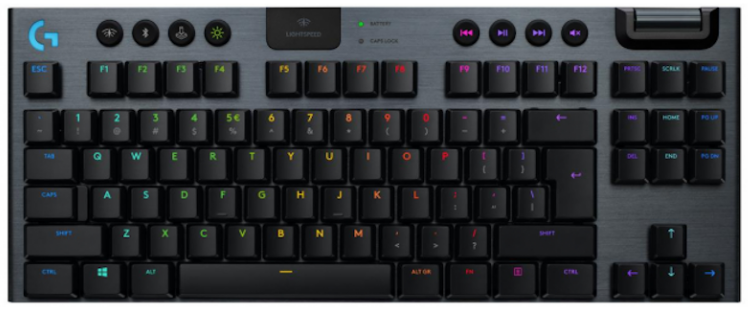 G BATTERY
LIGHTSPEED CAPS LOCK
ESC F1 F2 F3 F4 F5 F6 F7 F8 F9 F10 F11 F12 PRTSC SCRLK PAUSE
~ 1 ! 2 @ 3 # 4 $ 5 € % 6 ^ 7 & 8 * 9 ( 0 ) - _ = + ← INS HOME PG UP
TAB Q W E R T Y U I O P [ { ] } DEL END PG DN
CAPS A S D F G H J K L ; : ' " \ |
SHIFT Z X C V B N M , < . > / ? SHIFT ↑
CTRL ALT ALT GR FN CTRL ← ↓ →